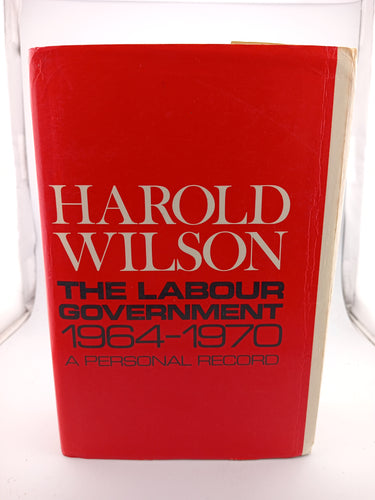 HAROLD
WILSON
THE LABOUR
GOVERNMENT
1964-1970
A PERSONAL RECORD